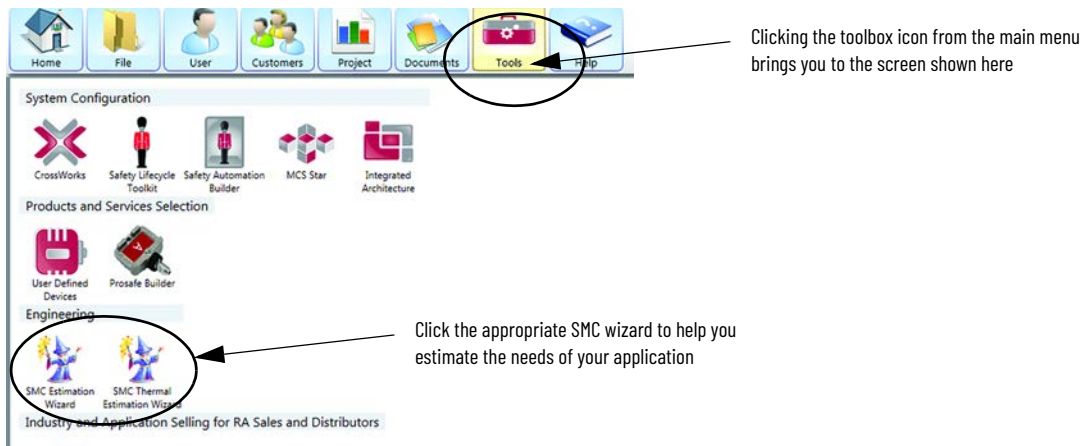 Home File User Customers Project Documents Tools Help
Clicking the toolbox icon from the main menu
brings you to the screen shown here
System Configuration
CrossWorks Safety Lifecycle Safety Automation MCS Star Integrated
Toolkit Builder Architecture
Products and Services Selection
A
User Defined Prosafe Builder
Devices
Engineering
Click the appropriate SMC wizard to help you
estimate the needs of your application
SMC Estimation SMC Thermal
Wizard Estimation Wizard
Industry and Application Selling for RA Sales and Distributors